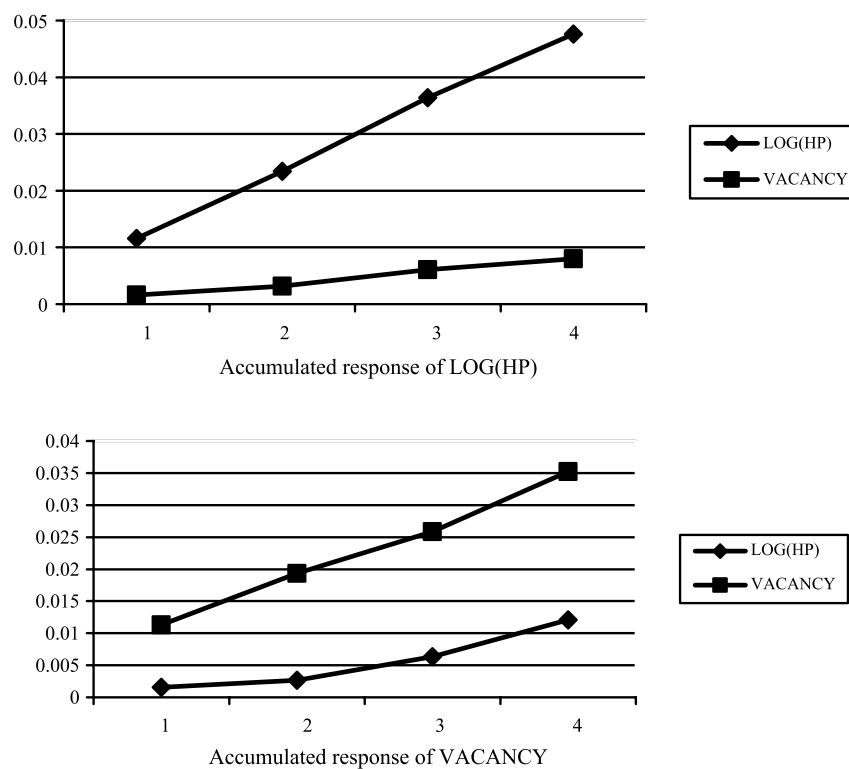 0.05
0.04
0.03
0.02
0.01
0
1 2 3 4
Accumulated response of LOG(HP)
LOG(HP)
VACANCY
0.04
0.035
0.03
0.025
0.02
0.015
0.01
0.005
0
1 2 3 4
Accumulated response of VACANCY
LOG(HP)
VACANCY